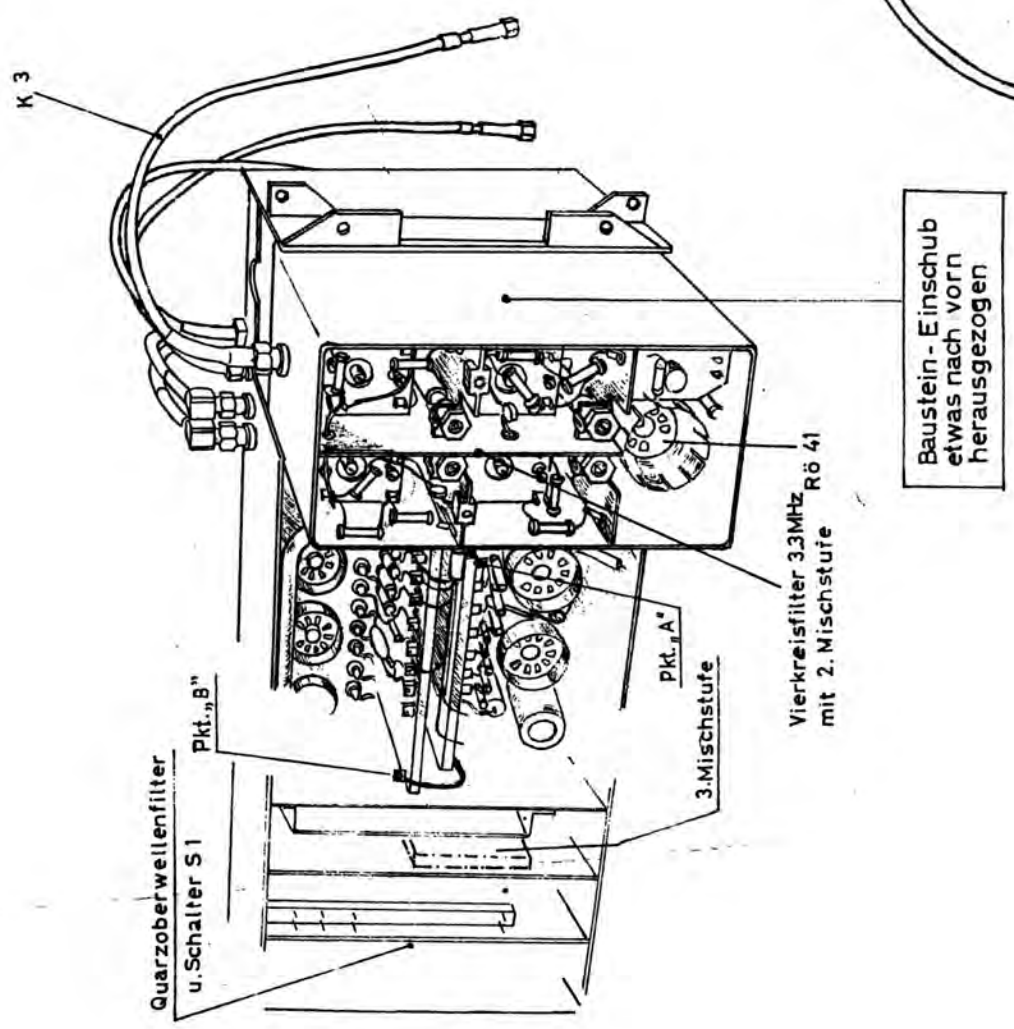 K 3
Quarzoberwellenfilter
u. Schalter S1
Pkt. „B"
Pkt. „A"
3. Mischstufe
Vierkreisfilter 3,3MHz
mit 2. Mischstufe
Rö 41
Baustein - Einschub
etwas nach vorn
herausgezogen